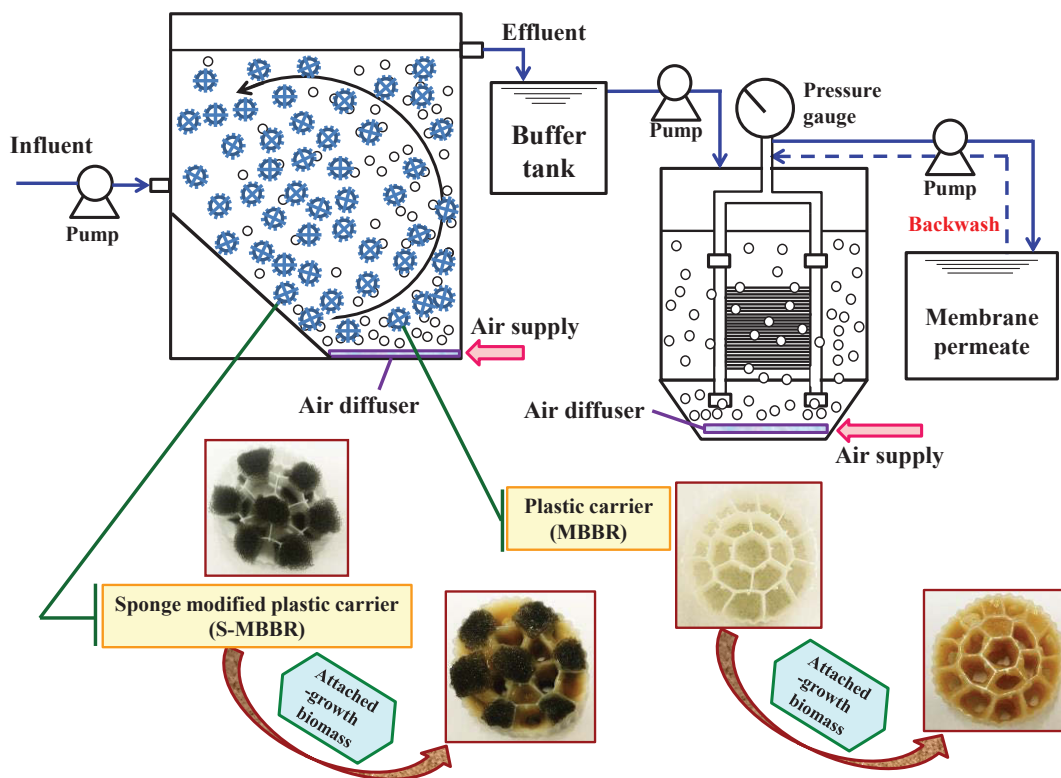 Effluent
Influent
Pump
Buffer
tank
Pump
Pressure
gauge
Pump
Backwash
Membrane
permeate
Air supply
Air diffuser
Air diffuser
Air supply
Plastic carrier
(MBBR)
Sponge modified plastic carrier
(S-MBBR)
Attached
-growth
biomass
Attached
-growth
biomass